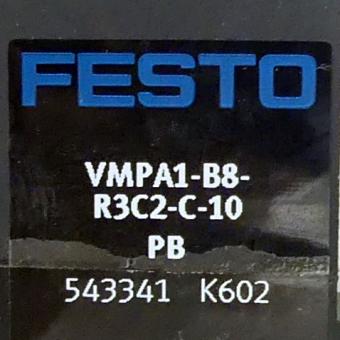 FESTO
VMPA1-B8-
R3C2-C-10
PB
543341 K602